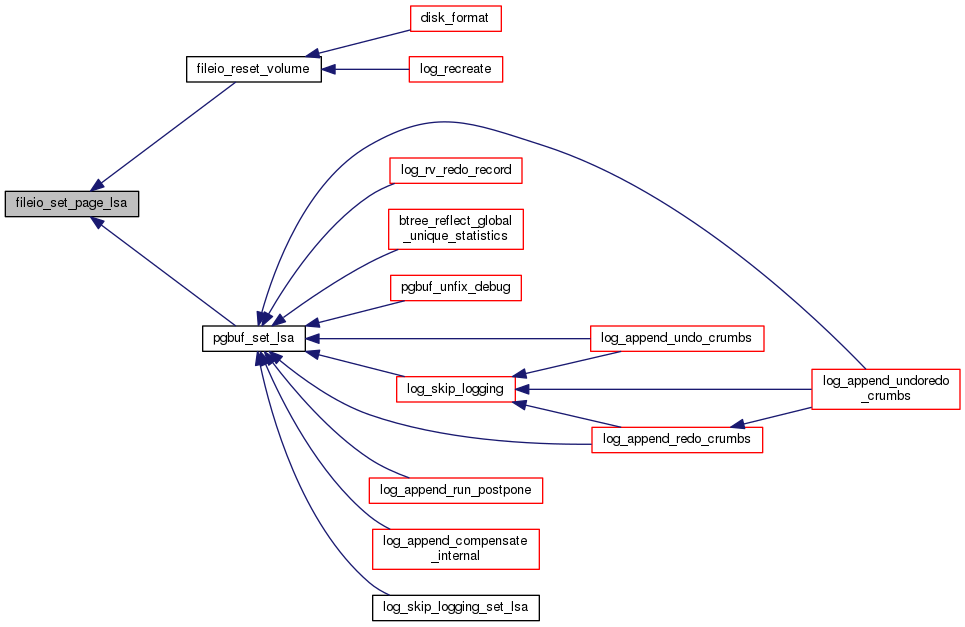 disk_format
fileio_reset_volume
log_recreate
log_rv_redo_record
fileio_set_page_lsa
btree_reflect_global
_unique_statistics
pgbuf_unfix_debug
pgbuf_set_lsa
log_append_undo_crumbs
log_skip_logging
log_append_undoredo
_crumbs
log_append_redo_crumbs
log_append_run_postpone
log_append_compensate
_internal
log_skip_logging_set_lsa